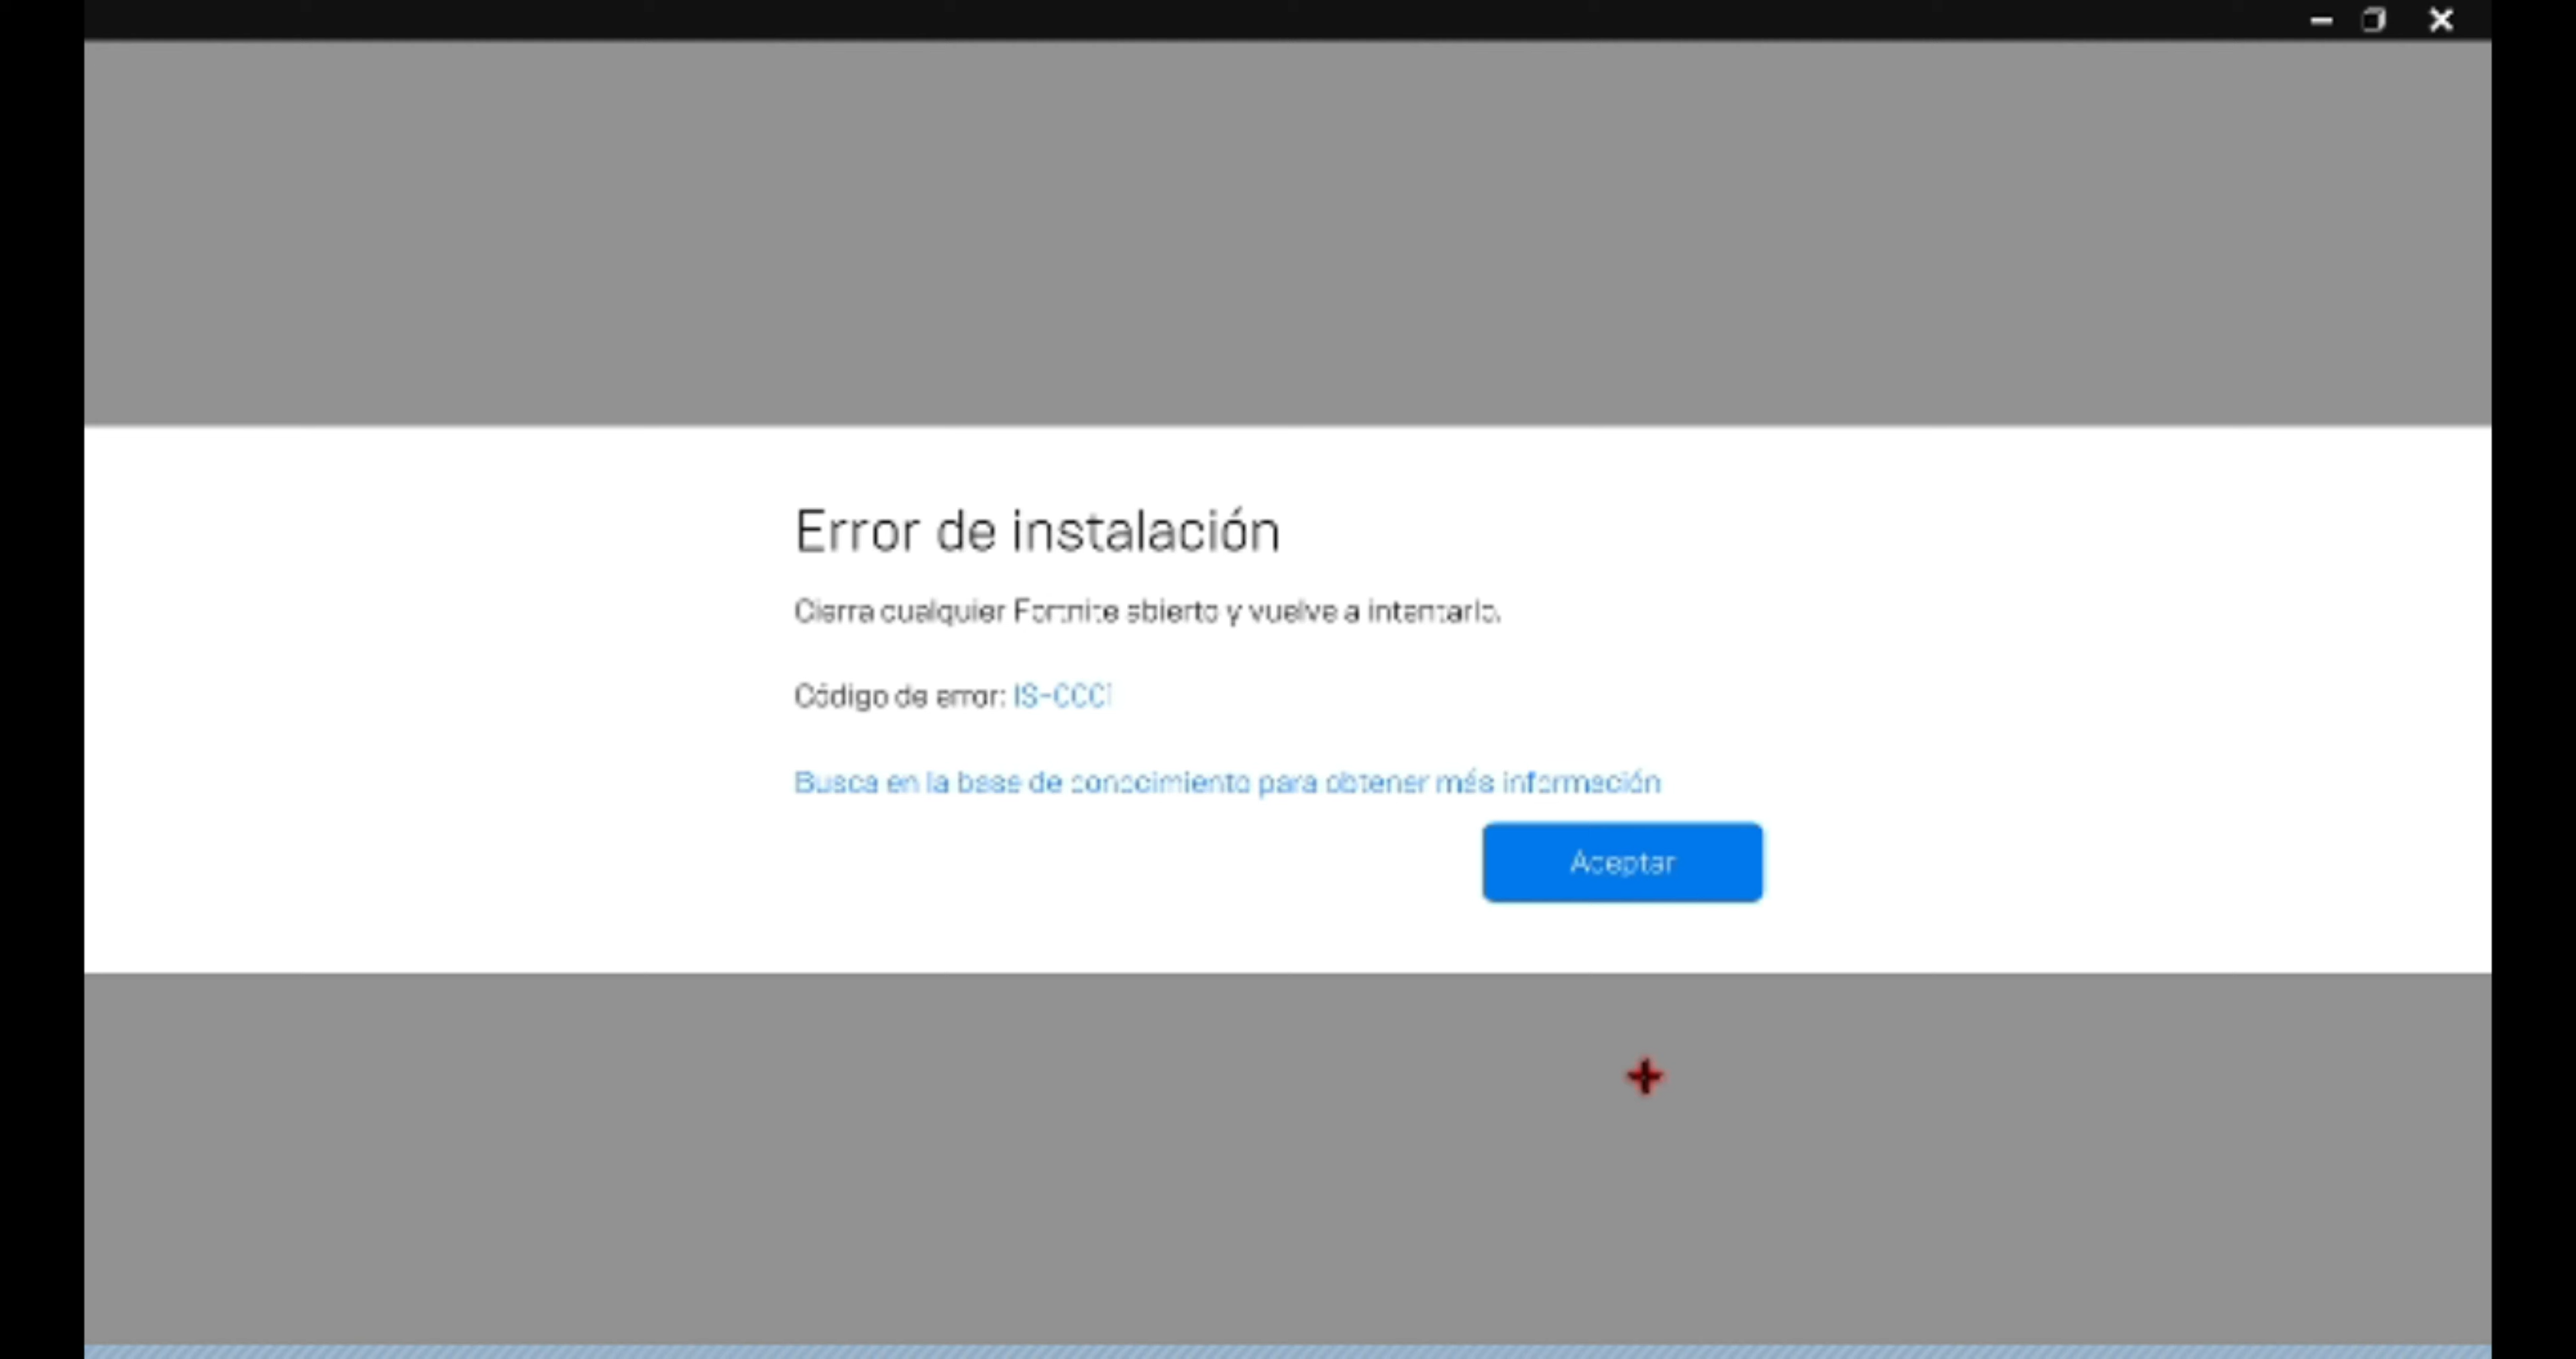 Error de instalación
Cierra cualquier Fortnite abierto y vuelve a intentarlo.
Código de error: IS-0001
Busca en la base de conocimiento para obtener más información
Aceptar